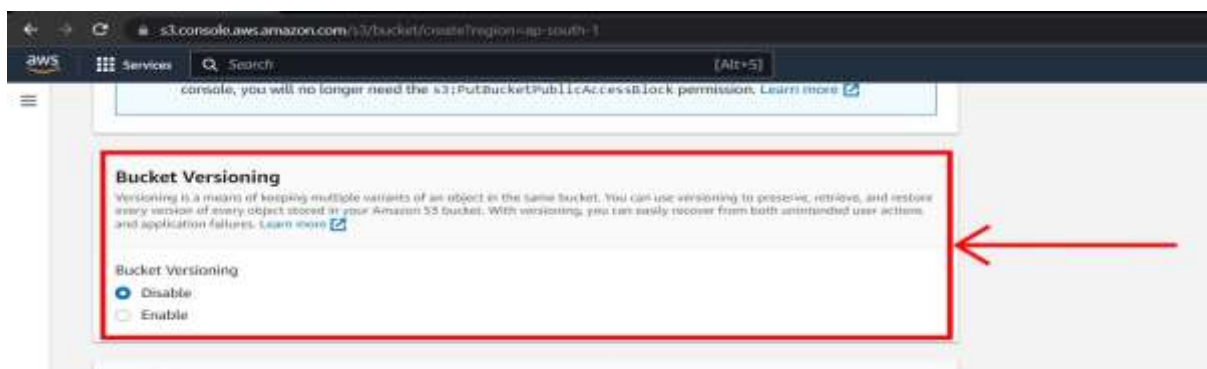 s3.console.aws.amazon.com/s3/bucket/create?region=ap-south-1
aws Services Search [Alt+S]
console, you will no longer need the s3:PutBucketPublicAccessBlock permission. Learn more
Bucket Versioning
Versioning is a means of keeping multiple variants of an object in the same bucket. You can use versioning to preserve, retrieve, and restore
every version of every object stored in your Amazon S3 bucket. With versioning, you can easily recover from both unintended user actions
and application failures. Learn more
Bucket Versioning
Disable
Enable